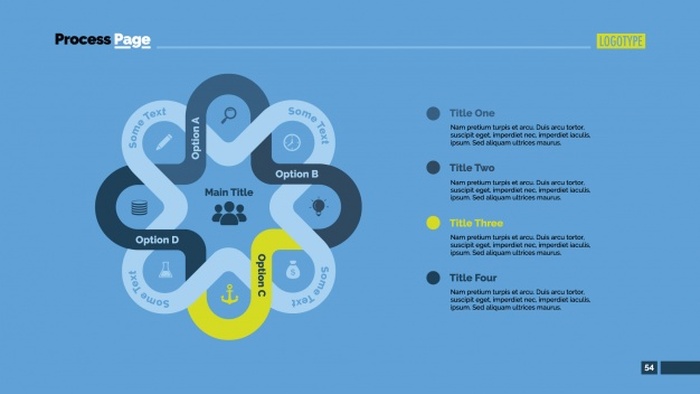 Process Page
LOGOTYPE
Some Text
Option A
Some Text
Option B
Main Title
Option D
Option C
Some Text
Some Text
Title One
Nam pretium turpis et arcu. Duis arcu tortor,
suscipit eget, imperdiet nec, imperdiet iaculis,
ipsum. Sed aliquam ultrices mauris.
Title Two
Nam pretium turpis et arcu. Duis arcu tortor,
suscipit eget, imperdiet nec, imperdiet iaculis,
ipsum. Sed aliquam ultrices mauris.
Title Three
Nam pretium turpis et arcu. Duis arcu tortor,
suscipit eget, imperdiet nec, imperdiet iaculis,
ipsum. Sed aliquam ultrices mauris.
Title Four
Nam pretium turpis et arcu. Duis arcu tortor,
suscipit eget, imperdiet nec, imperdiet iaculis,
ipsum. Sed aliquam ultrices mauris.
54